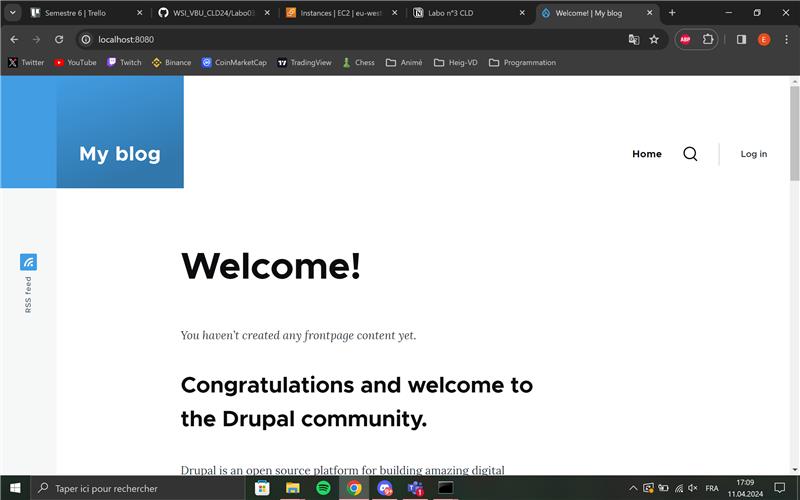 Semestre 6 | Trello
WSI_VBU_CLD24/Labo03
Instances | EC2 | eu-west
Labo n°3 CLD
Welcome! | My blog
localhost:8080
ABP
E
Twitter
YouTube
Twitch
Binance
CoinMarketCap
TradingView
Chess
Animé
Heig-VD
Programmation
My blog
Home
Log in
RSS feed
Welcome!
You haven't created any frontpage content yet.
Congratulations and welcome to
the Drupal community.
Drupal is an open source platform for building amazing digital
Taper ici pour rechercher
FRA
17:09
11.04.2024